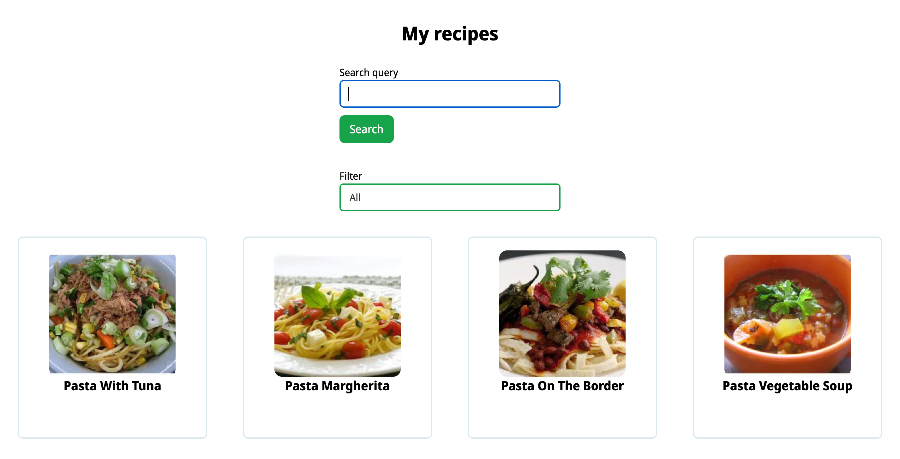 My recipes
Search query
Search
Filter
All
Pasta With Tuna
Pasta Margherita
Pasta On The Border
Pasta Vegetable Soup